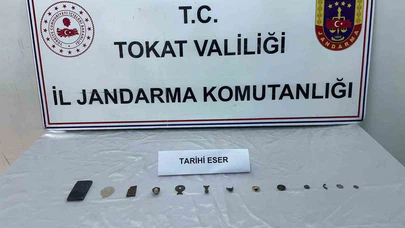 T.C.
TOKAT VALİLİĞİ
İL JANDARMA KOMUTANLIĞI
TARİHİ ESER